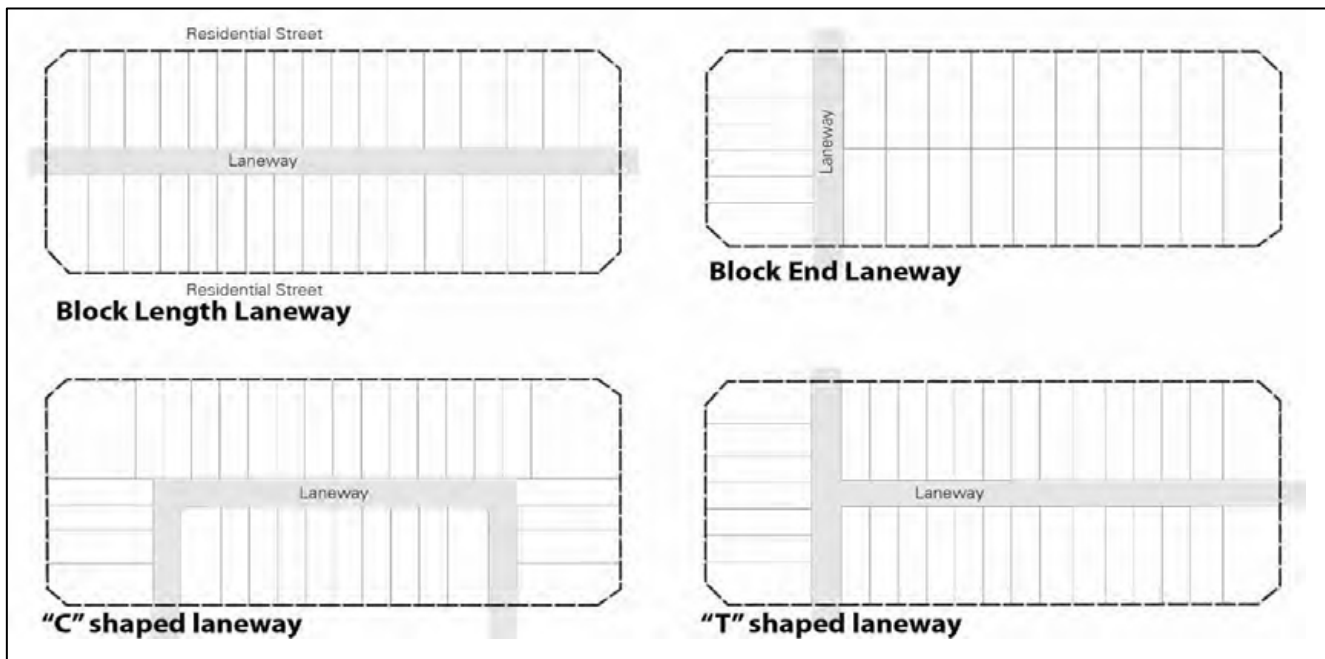 Residential Street
Laneway
Residential Street
Block Length Laneway
Laneway
Block End Laneway
Laneway
“C” shaped laneway
Laneway
“T” shaped laneway